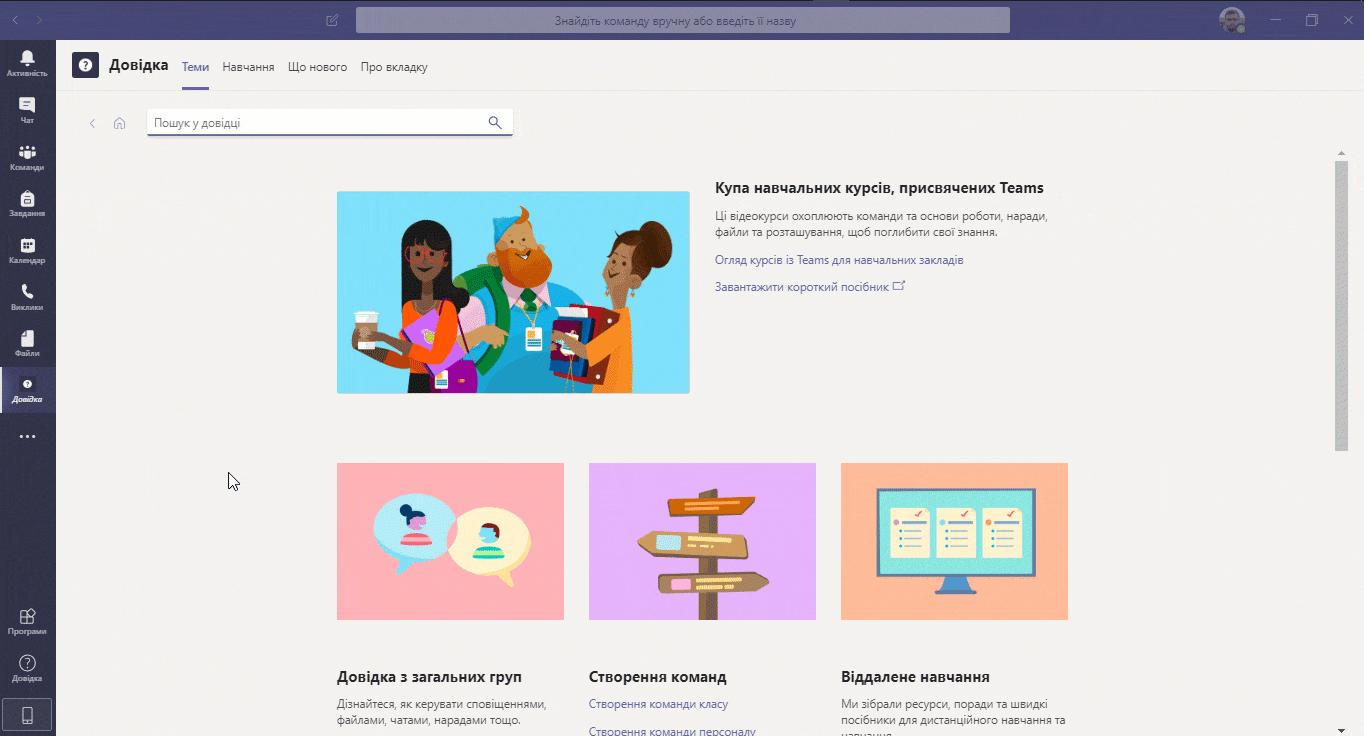 Знайдіть команду вручну або введіть її назву
Активність
Чат
Команди
Завдання
Календар
Виклики
Файли
Довідка
Програми
Довідка
Довідка
Теми
Навчання
Що нового
Про вкладку
Пошук у довідці
Купа навчальних курсів, присвячених Teams
Ці відеокурси охоплюють команди та основи роботи, наради,
файли та розташування, щоб поглибити свої знання.
Огляд курсів із Teams для навчальних закладів
Завантажити короткий посібник
Довідка з загальних груп
Дізнайтеся, як керувати сповіщеннями,
файлами, чатами, нарадами тощо.
Створення команд
Створення команди класу
Створення команди персоналу
Віддалене навчання
Ми зібрали ресурси, поради та швидкі
посібники для дистанційного навчання та
навчання